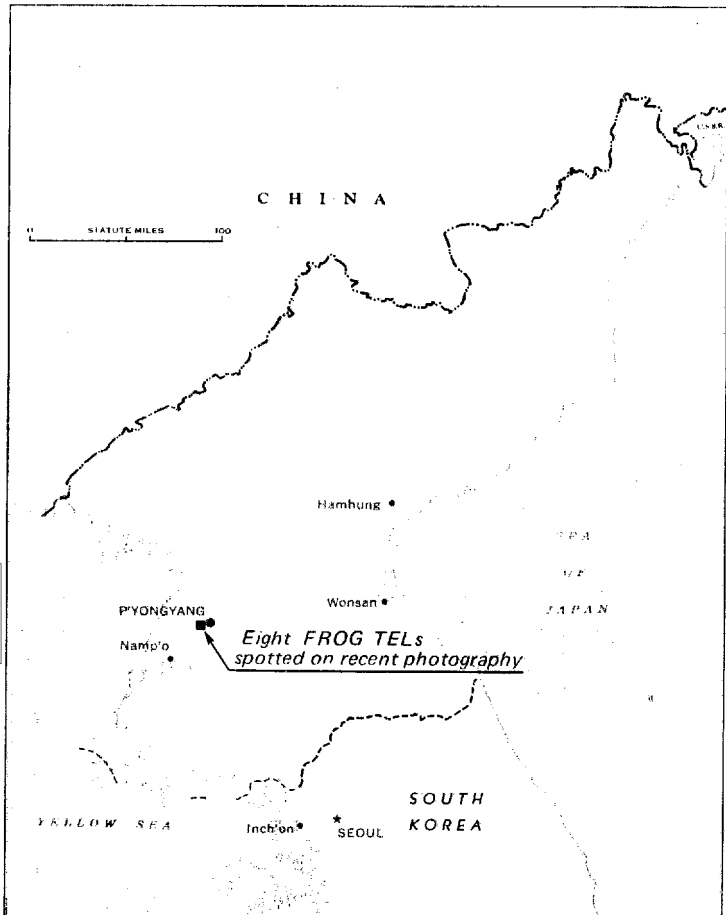 CHINA
0 STATUTE MILES 100
Hamhung
SEA
OF
JAPAN
Wonsan
P'YONGYANG
Namp'o
Eight FROG TELs
spotted on recent photography
SOUTH
KOREA
YELLOW SEA
Inch'on
SEOUL